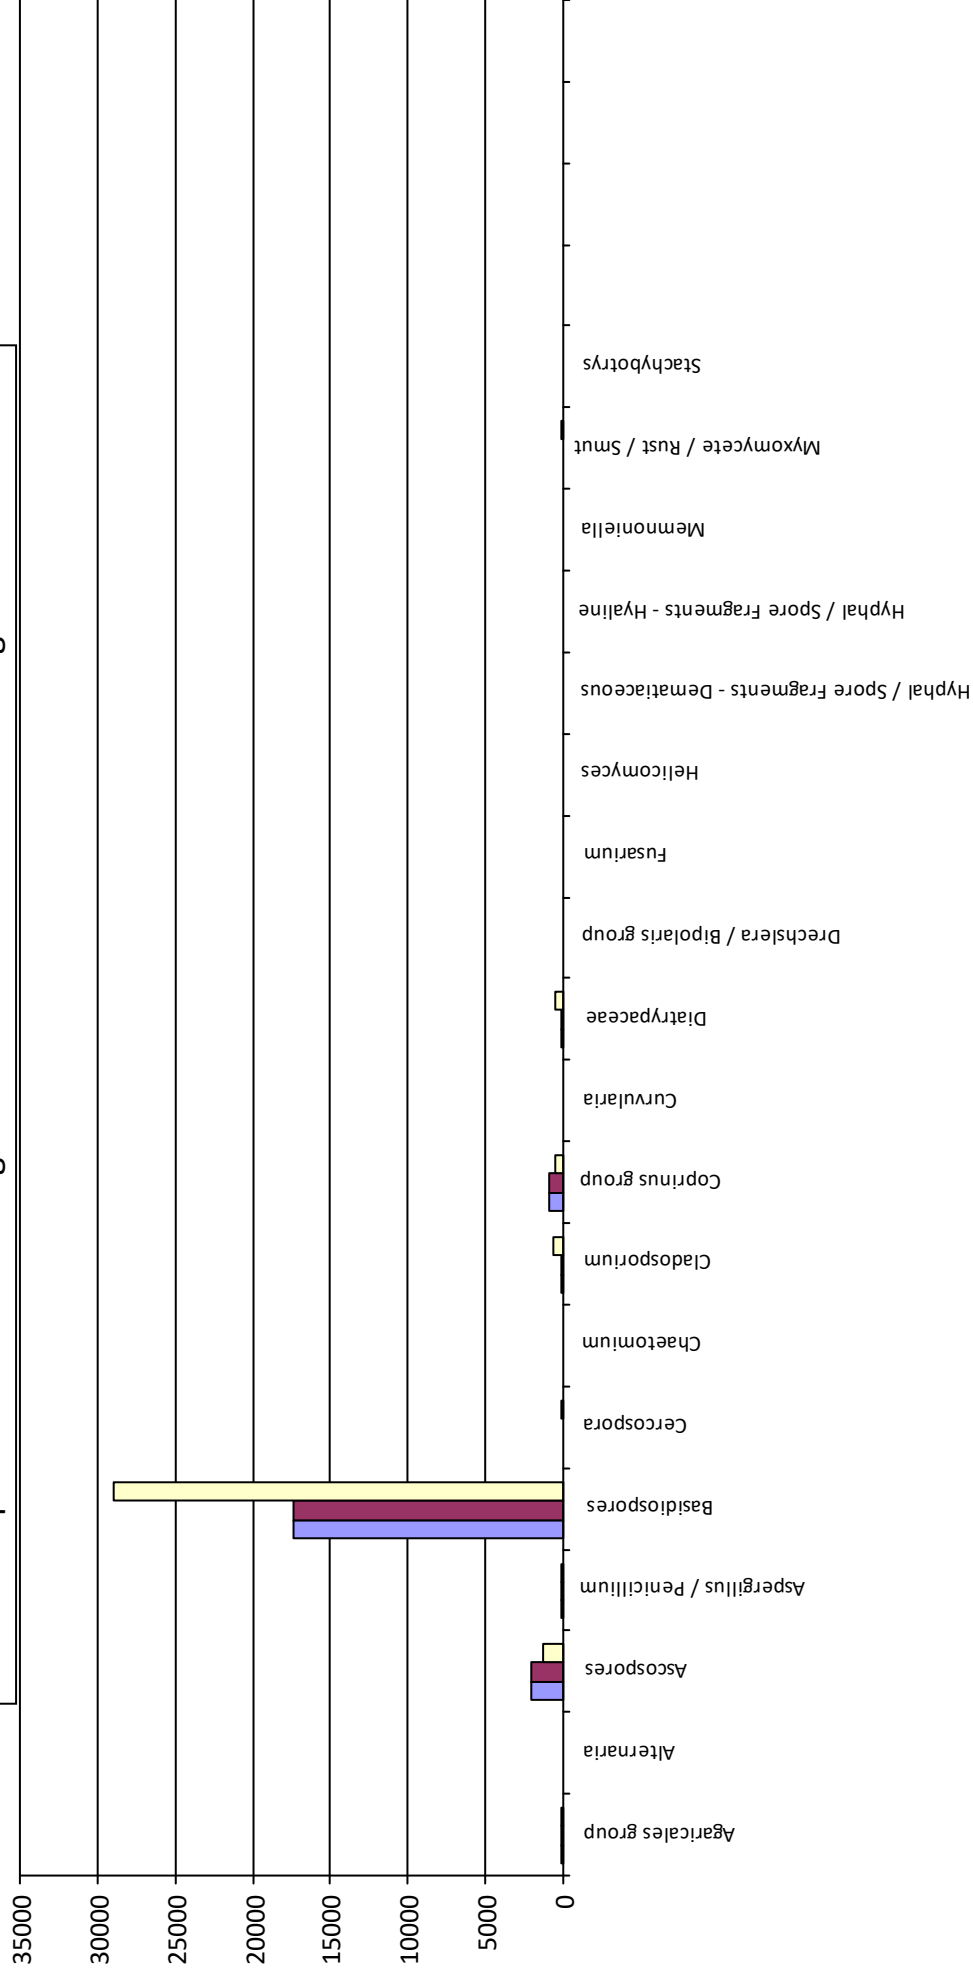 35000
30000
25000
20000
15000
10000
5000
0
Agaricales group
Alternaria
Ascospores
Aspergillus / Penicillium
Basidiospores
Cercospora
Chaetomium
Cladosporium
Coprinus group
Curvularia
Diatrypaceae
Drechslera / Bipolaris group
Fusarium
Helicomyces
Hyphal / Spore Fragments - Dematiaceous
Hyphal / Spore Fragments - Hyaline
Memnoniella
Myxomycete / Rust / Smut
Stachybotrys